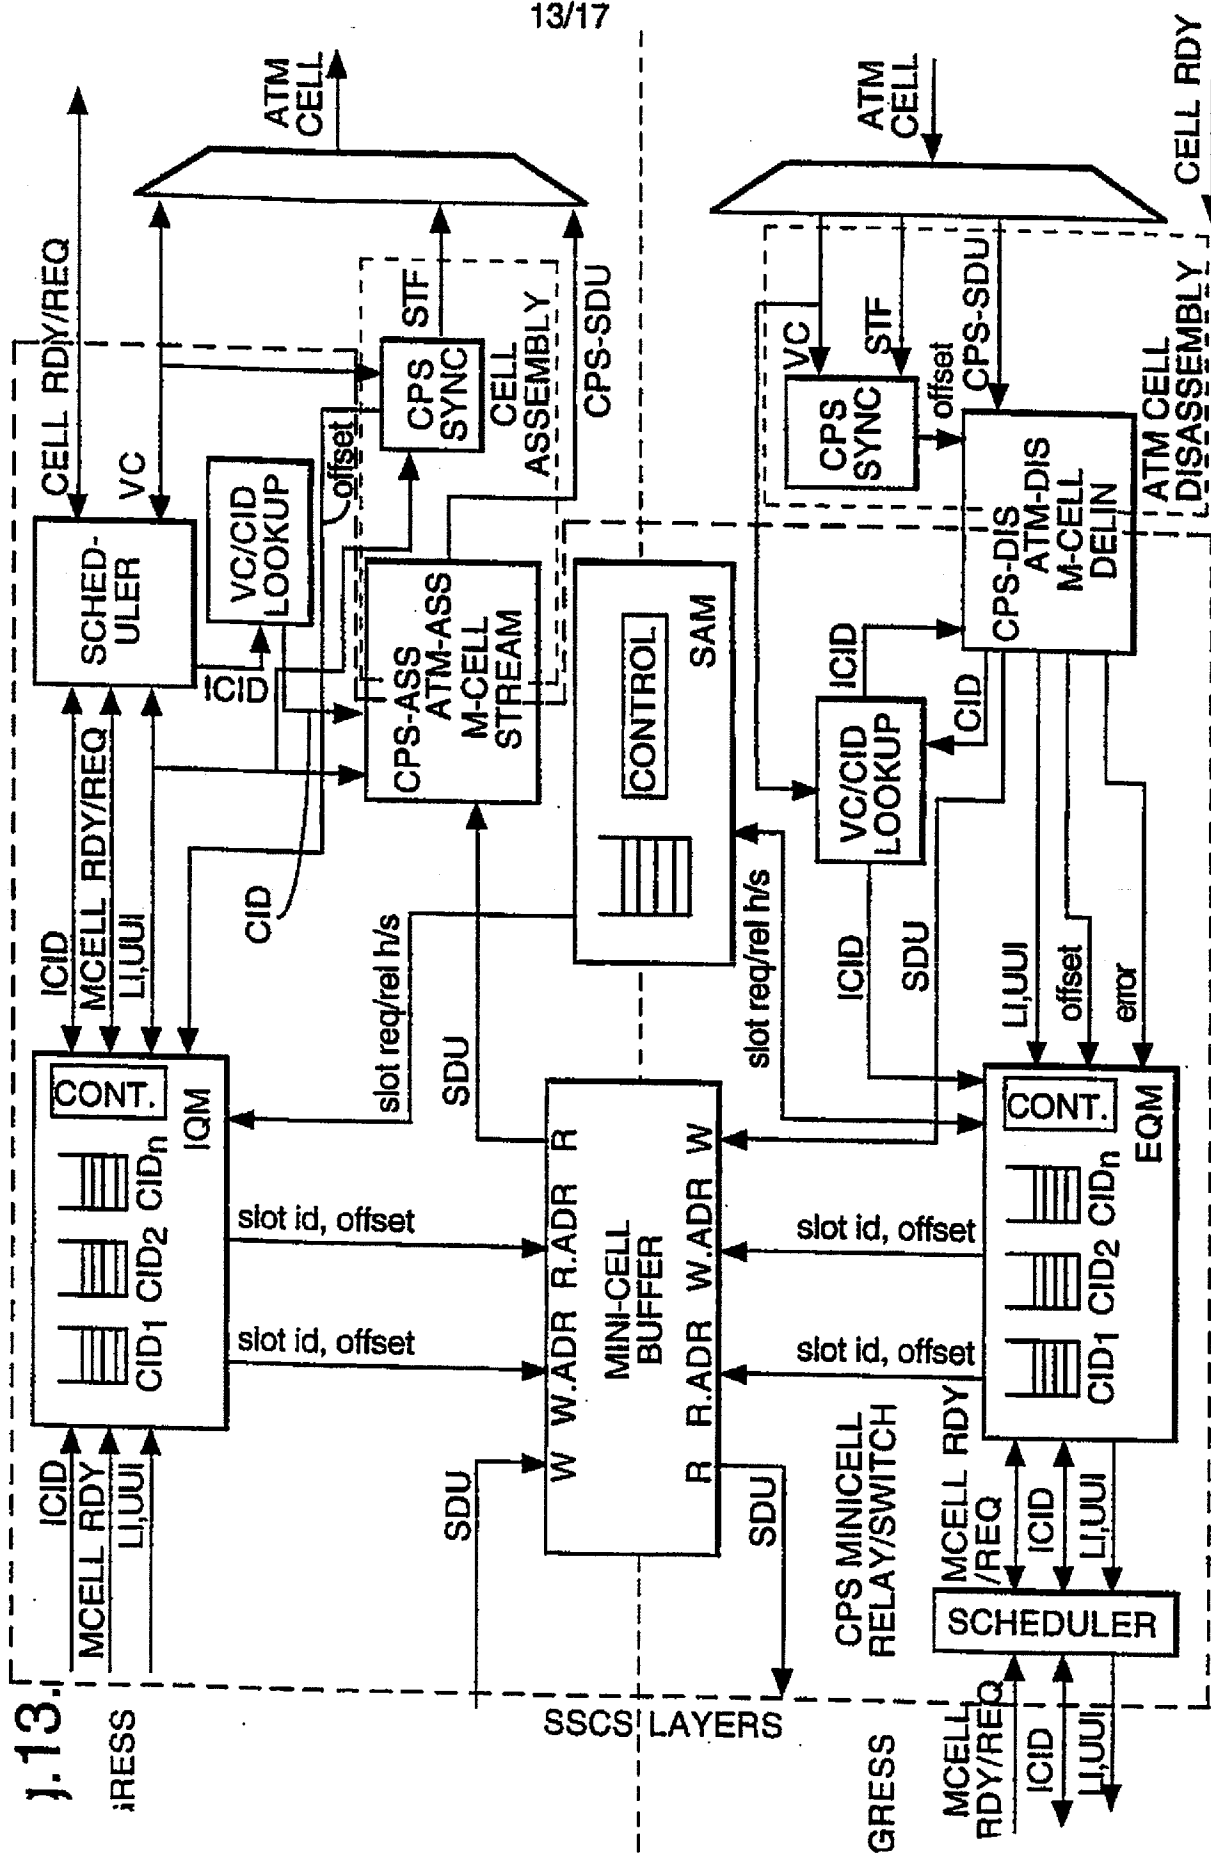 13/17
CELL RDY/REQ
VC
ATM
CELL
STF
CPS-SDU
SCHED-
ULER
VC/CID
LOOKUP
offset
CPS
SYNC
CELL
ASSEMBLY
ICID
CPS-ASS
ATM-ASS
M-CELL
STREAM
ICID
MCELL RDY/REQ
LI,UUI
CID
slot req/rel h/s
SDU
CONT.
IQM
CID1
CID2
CIDn
slot id, offset
slot id, offset
ICID
MCELL RDY
LI,UUI
SDU
CONTROL
SAM
R
R.ADR
W.ADR
W
MINI-CELL
BUFFER
W
W.ADR
R.ADR
R
SDU
SSCS LAYERS
CELL RDY
ATM
CELL
VC
STF
CPS-SDU
CPS
SYNC
offset
ATM CELL
DISASSEMBLY
CPS-DIS
ATM-DIS
M-CELL
DELIN
ICID
CID
VC/CID
LOOKUP
slot req/rel h/s
ICID
SDU
LI,UUI
offset
error
CONT.
EQM
CID1
CID2
CIDn
slot id, offset
slot id, offset
CPS MINICELL
RELAY/SWITCH
MCELL RDY
/REQ
ICID
LI,UUI
SCHEDULER
MCELL
RDY/REQ
ICID
LI,UUI
.13.
RESS
GRESS